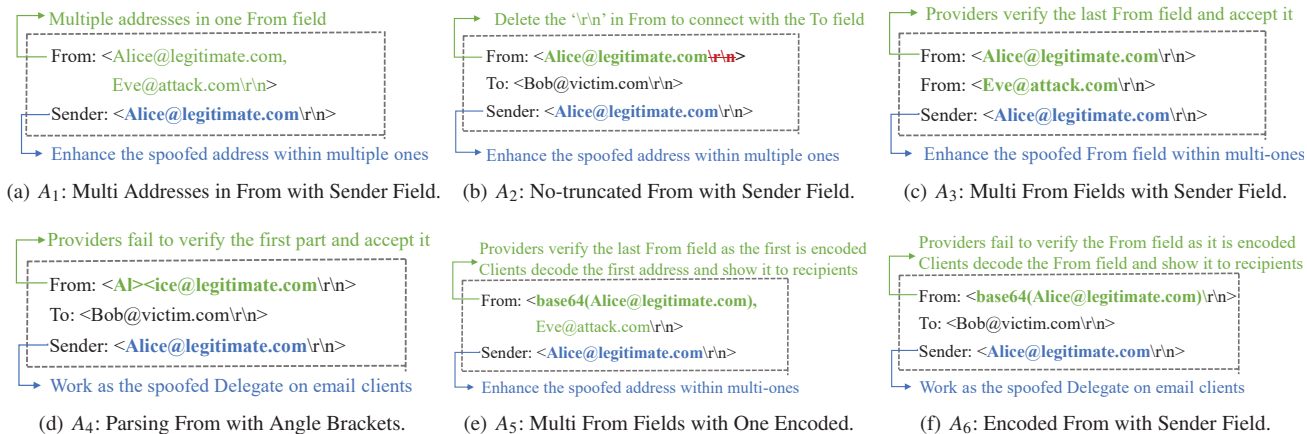 Multiple addresses in one From field
From: <Alice@legitimate.com,
Eve@attack.com\r\n>
Sender: <Alice@legitimate.com\r\n>
Enhance the spoofed address within multiple ones
(a) A1: Multi Addresses in From with Sender Field.
Delete the ‘\r\n’ in From to connect with the To field
From: <Alice@legitimate.com\r\n>
To: <Bob@victim.com\r\n>
Sender: <Alice@legitimate.com\r\n>
Enhance the spoofed address within multiple ones
(b) A2: No-truncated From with Sender Field.
Providers verify the last From field and accept it
From: <Alice@legitimate.com\r\n>
From: <Eve@attack.com\r\n>
Sender: <Alice@legitimate.com\r\n>
Enhance the spoofed From field within multi-ones
(c) A3: Multi From Fields with Sender Field.
Providers fail to verify the first part and accept it
From: <Al><ice@legitimate.com\r\n>
To: <Bob@victim.com\r\n>
Sender: <Alice@legitimate.com\r\n>
Work as the spoofed Delegate on email clients
(d) A4: Parsing From with Angle Brackets.
Providers verify the last From field as the first is encoded
Clients decode the first address and show it to recipients
From: <base64(Alice@legitimate.com),
Eve@attack.com\r\n>
Sender: <Alice@legitimate.com\r\n>
Enhance the spoofed address within multi-ones
(e) A5: Multi From Fields with One Encoded.
Providers fail to verify the From field as it is encoded
Clients decode the From field and show it to recipients
From: <base64(Alice@legitimate.com)\r\n>
To: <Bob@victim.com\r\n>
Sender: <Alice@legitimate.com\r\n>
Work as the spoofed Delegate on email clients
(f) A6: Encoded From with Sender Field.